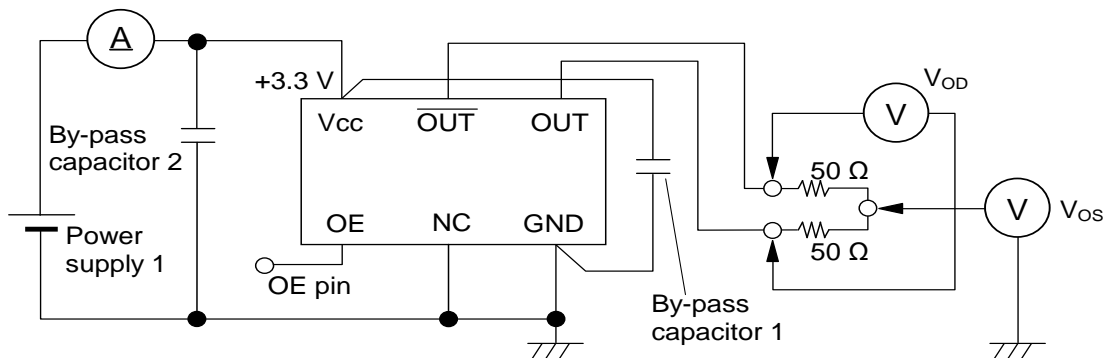 A
+3.3 V
Vcc
OUT
OUT
By-pass
capacitor 2
Power
supply 1
OE
NC
GND
OE pin
By-pass
capacitor 1
V
VOD
50 Ω
50 Ω
V
VOS